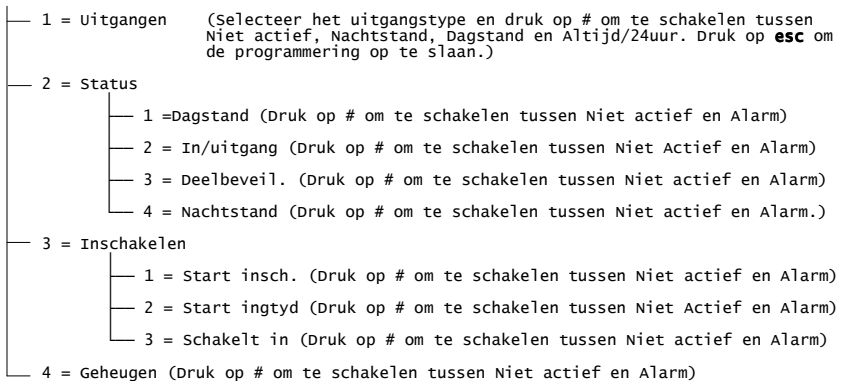 1 = Uitgangen (Selecteer het uitgangstype en druk op # om te schakelen tussen
Niet actief, Nachtstand, Dagstand en Altijd/24uur. Druk op esc om
de programmering op te slaan.)
2 = Status
1 =Dagstand (Druk op # om te schakelen tussen Niet actief en Alarm)
2 = In/uitgang (Druk op # om te schakelen tussen Niet Actief en Alarm)
3 = Deelbeveil. (Druk op # om te schakelen tussen Niet actief en Alarm)
4 = Nachtstand (Druk op # om te schakelen tussen Niet actief en Alarm.)
3 = Inschakelen
1 = Start insch. (Druk op # om te schakelen tussen Niet actief en Alarm)
2 = Start ingtyd (Druk op # om te schakelen tussen Niet Actief en Alarm)
3 = Schakelt in (Druk op # om te schakelen tussen Niet actief en Alarm)
4 = Geheugen (Druk op # om te schakelen tussen Niet actief en Alarm)